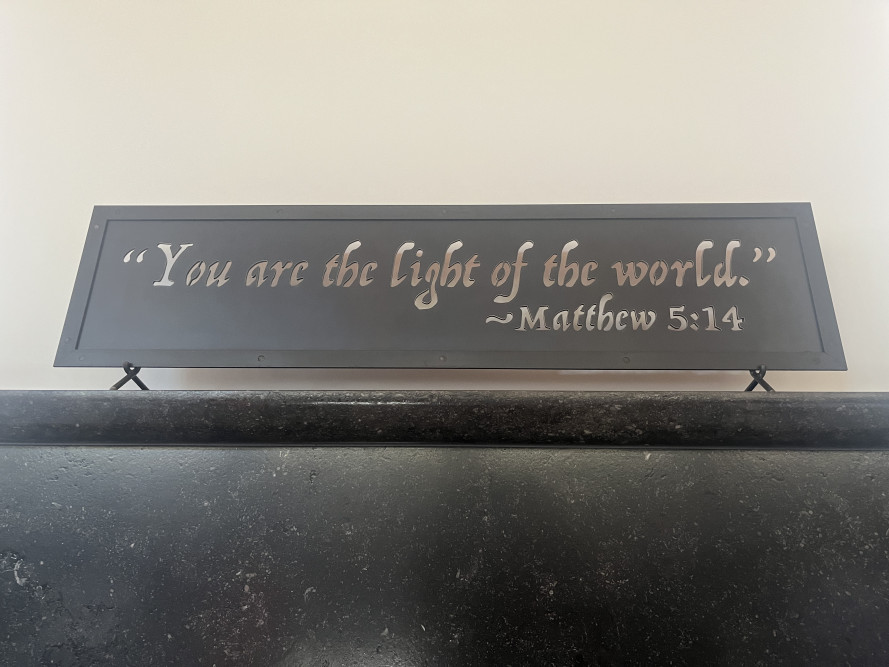 “You are the light of the world.”
~Matthew 5:14